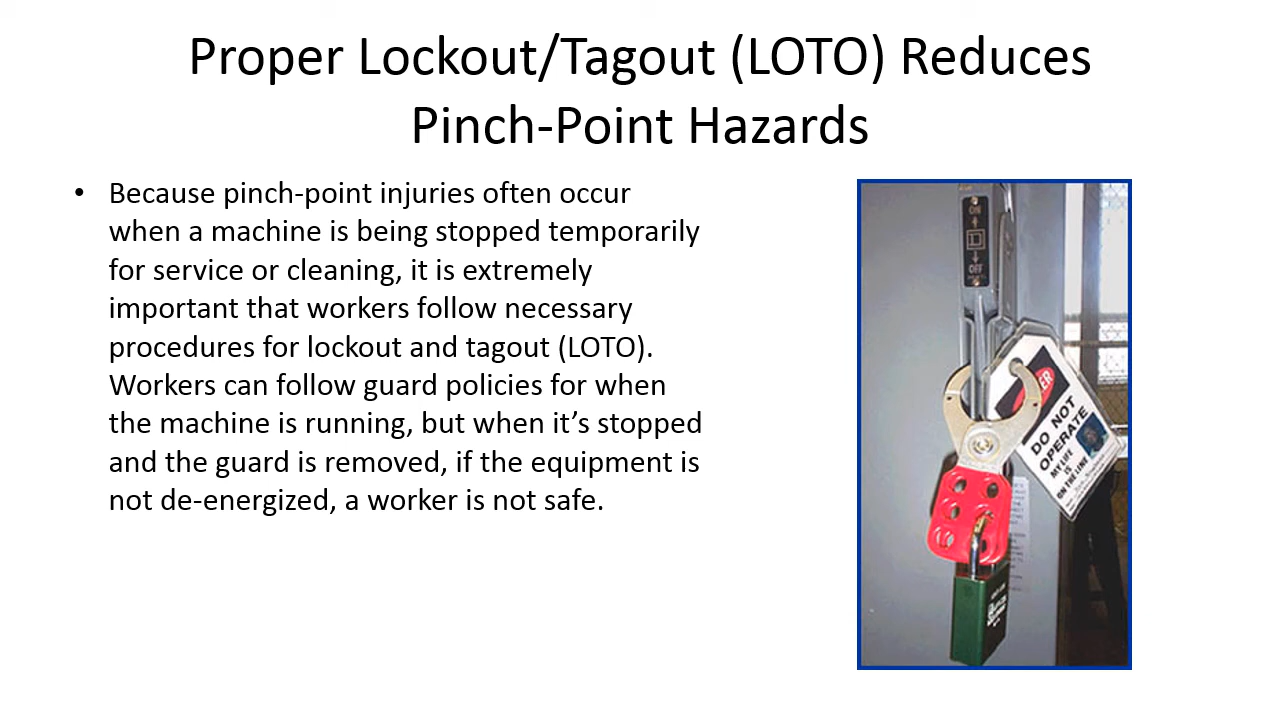 Proper Lockout/Tagout (LOTO) Reduces
Pinch-Point Hazards
• Because pinch-point injuries often occur
when a machine is being stopped temporarily
for service or cleaning, it is extremely
important that workers follow necessary
procedures for lockout and tagout (LOTO).
Workers can follow guard policies for when
the machine is running, but when it’s stopped
and the guard is removed, if the equipment is
not de-energized, a worker is not safe.
ON
OFF
DO NOT
OPERATE
MY LIFE
IS
ON THE LINE